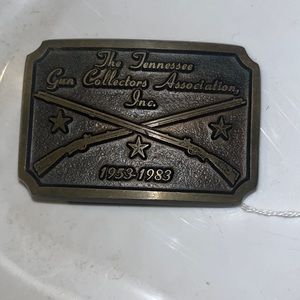 The Tennessee
Gun Collectors Association,
Inc.
1953-1983